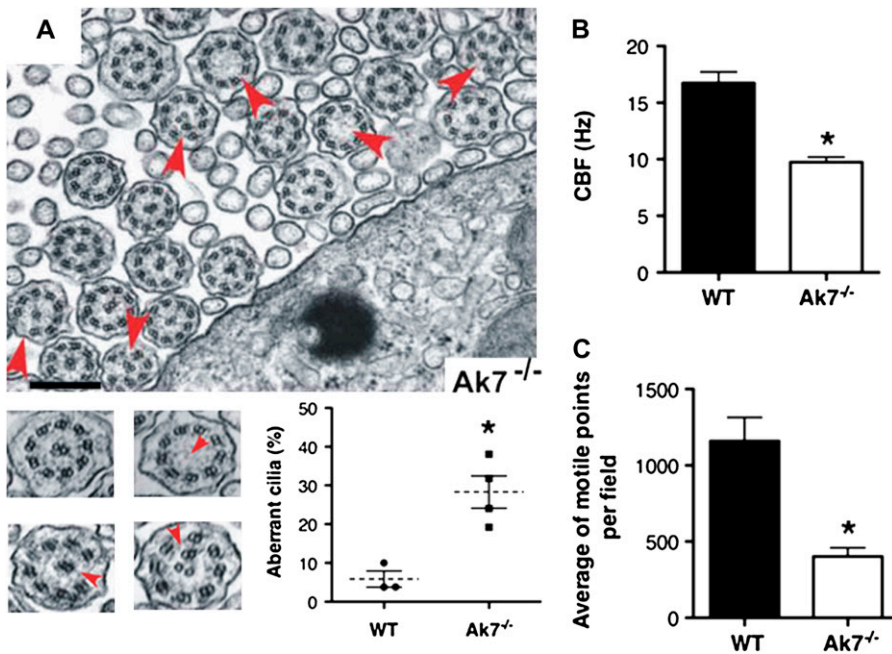 A
Ak7 -/-
Aberrant cilia (%)
50
40
30
20
10
0
*
WT
Ak7-/-
B
CBF (Hz)
20
15
10
5
0
*
WT
Ak7-/-
C
Average of motile points
per field
1500
1000
500
0
*
WT
Ak7-/-